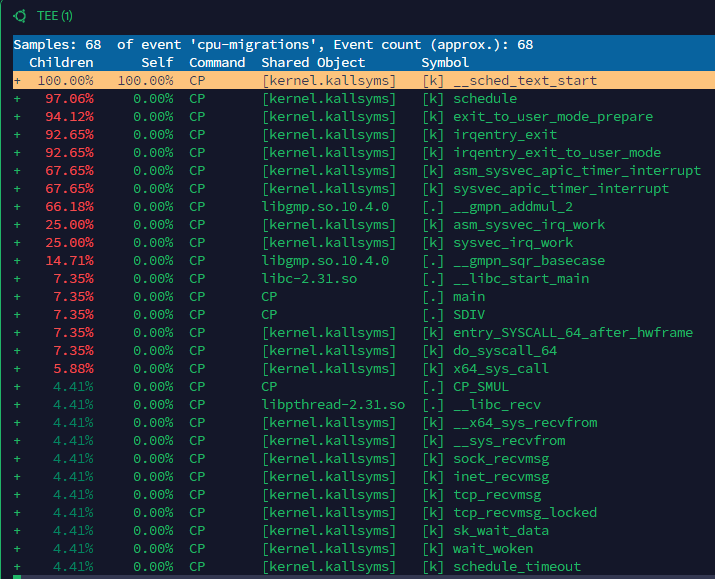 TEE (1)
Samples: 68  of event 'cpu-migrations', Event count (approx.): 68
  Children      Self  Command  Shared Object       Symbol
+  100.00%   100.00%  CP       [kernel.kallsyms]   [k] __sched_text_start
+   97.06%     0.00%  CP       [kernel.kallsyms]   [k] schedule
+   94.12%     0.00%  CP       [kernel.kallsyms]   [k] exit_to_user_mode_prepare
+   92.65%     0.00%  CP       [kernel.kallsyms]   [k] irqentry_exit
+   92.65%     0.00%  CP       [kernel.kallsyms]   [k] irqentry_exit_to_user_mode
+   67.65%     0.00%  CP       [kernel.kallsyms]   [k] asm_sysvec_apic_timer_interrupt
+   67.65%     0.00%  CP       [kernel.kallsyms]   [k] sysvec_apic_timer_interrupt
+   66.18%     0.00%  CP       libgmp.so.10.4.0    [.] __gmpn_addmul_2
+   25.00%     0.00%  CP       [kernel.kallsyms]   [k] asm_sysvec_irq_work
+   25.00%     0.00%  CP       [kernel.kallsyms]   [k] sysvec_irq_work
+   14.71%     0.00%  CP       libgmp.so.10.4.0    [.] __gmpn_sqr_basecase
+    7.35%     0.00%  CP       libc-2.31.so        [.] __libc_start_main
+    7.35%     0.00%  CP       CP                  [.] main
+    7.35%     0.00%  CP       CP                  [.] SDIV
+    7.35%     0.00%  CP       [kernel.kallsyms]   [k] entry_SYSCALL_64_after_hwframe
+    7.35%     0.00%  CP       [kernel.kallsyms]   [k] do_syscall_64
+    5.88%     0.00%  CP       [kernel.kallsyms]   [k] x64_sys_call
+    4.41%     0.00%  CP       CP                  [.] CP_SMUL
+    4.41%     0.00%  CP       libpthread-2.31.so  [.] __libc_recv
+    4.41%     0.00%  CP       [kernel.kallsyms]   [k] __x64_sys_recvfrom
+    4.41%     0.00%  CP       [kernel.kallsyms]   [k] __sys_recvfrom
+    4.41%     0.00%  CP       [kernel.kallsyms]   [k] sock_recvmsg
+    4.41%     0.00%  CP       [kernel.kallsyms]   [k] inet_recvmsg
+    4.41%     0.00%  CP       [kernel.kallsyms]   [k] tcp_recvmsg
+    4.41%     0.00%  CP       [kernel.kallsyms]   [k] tcp_recvmsg_locked
+    4.41%     0.00%  CP       [kernel.kallsyms]   [k] sk_wait_data
+    4.41%     0.00%  CP       [kernel.kallsyms]   [k] wait_woken
+    4.41%     0.00%  CP       [kernel.kallsyms]   [k] schedule_timeout